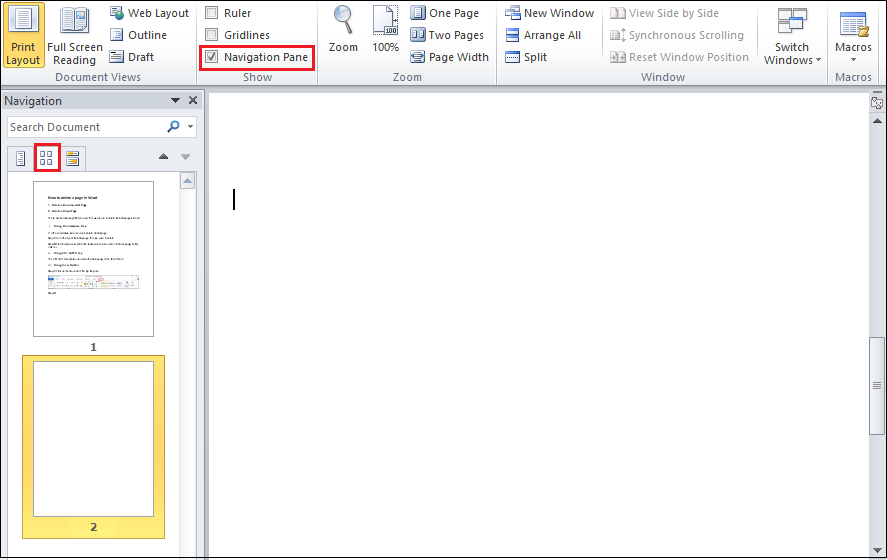 Web Layout
Outline
Draft
Print Layout
Full Screen Reading
Document Views
Ruler
Gridlines
Navigation Pane
Show
Zoom
100
100%
One Page
Two Pages
Page Width
Zoom
New Window
Arrange All
Split
View Side by Side
Synchronous Scrolling
Reset Window Position
Window
Switch Windows
Macros
Macros
Navigation
Search Document
How to delete a page in Word
1
2